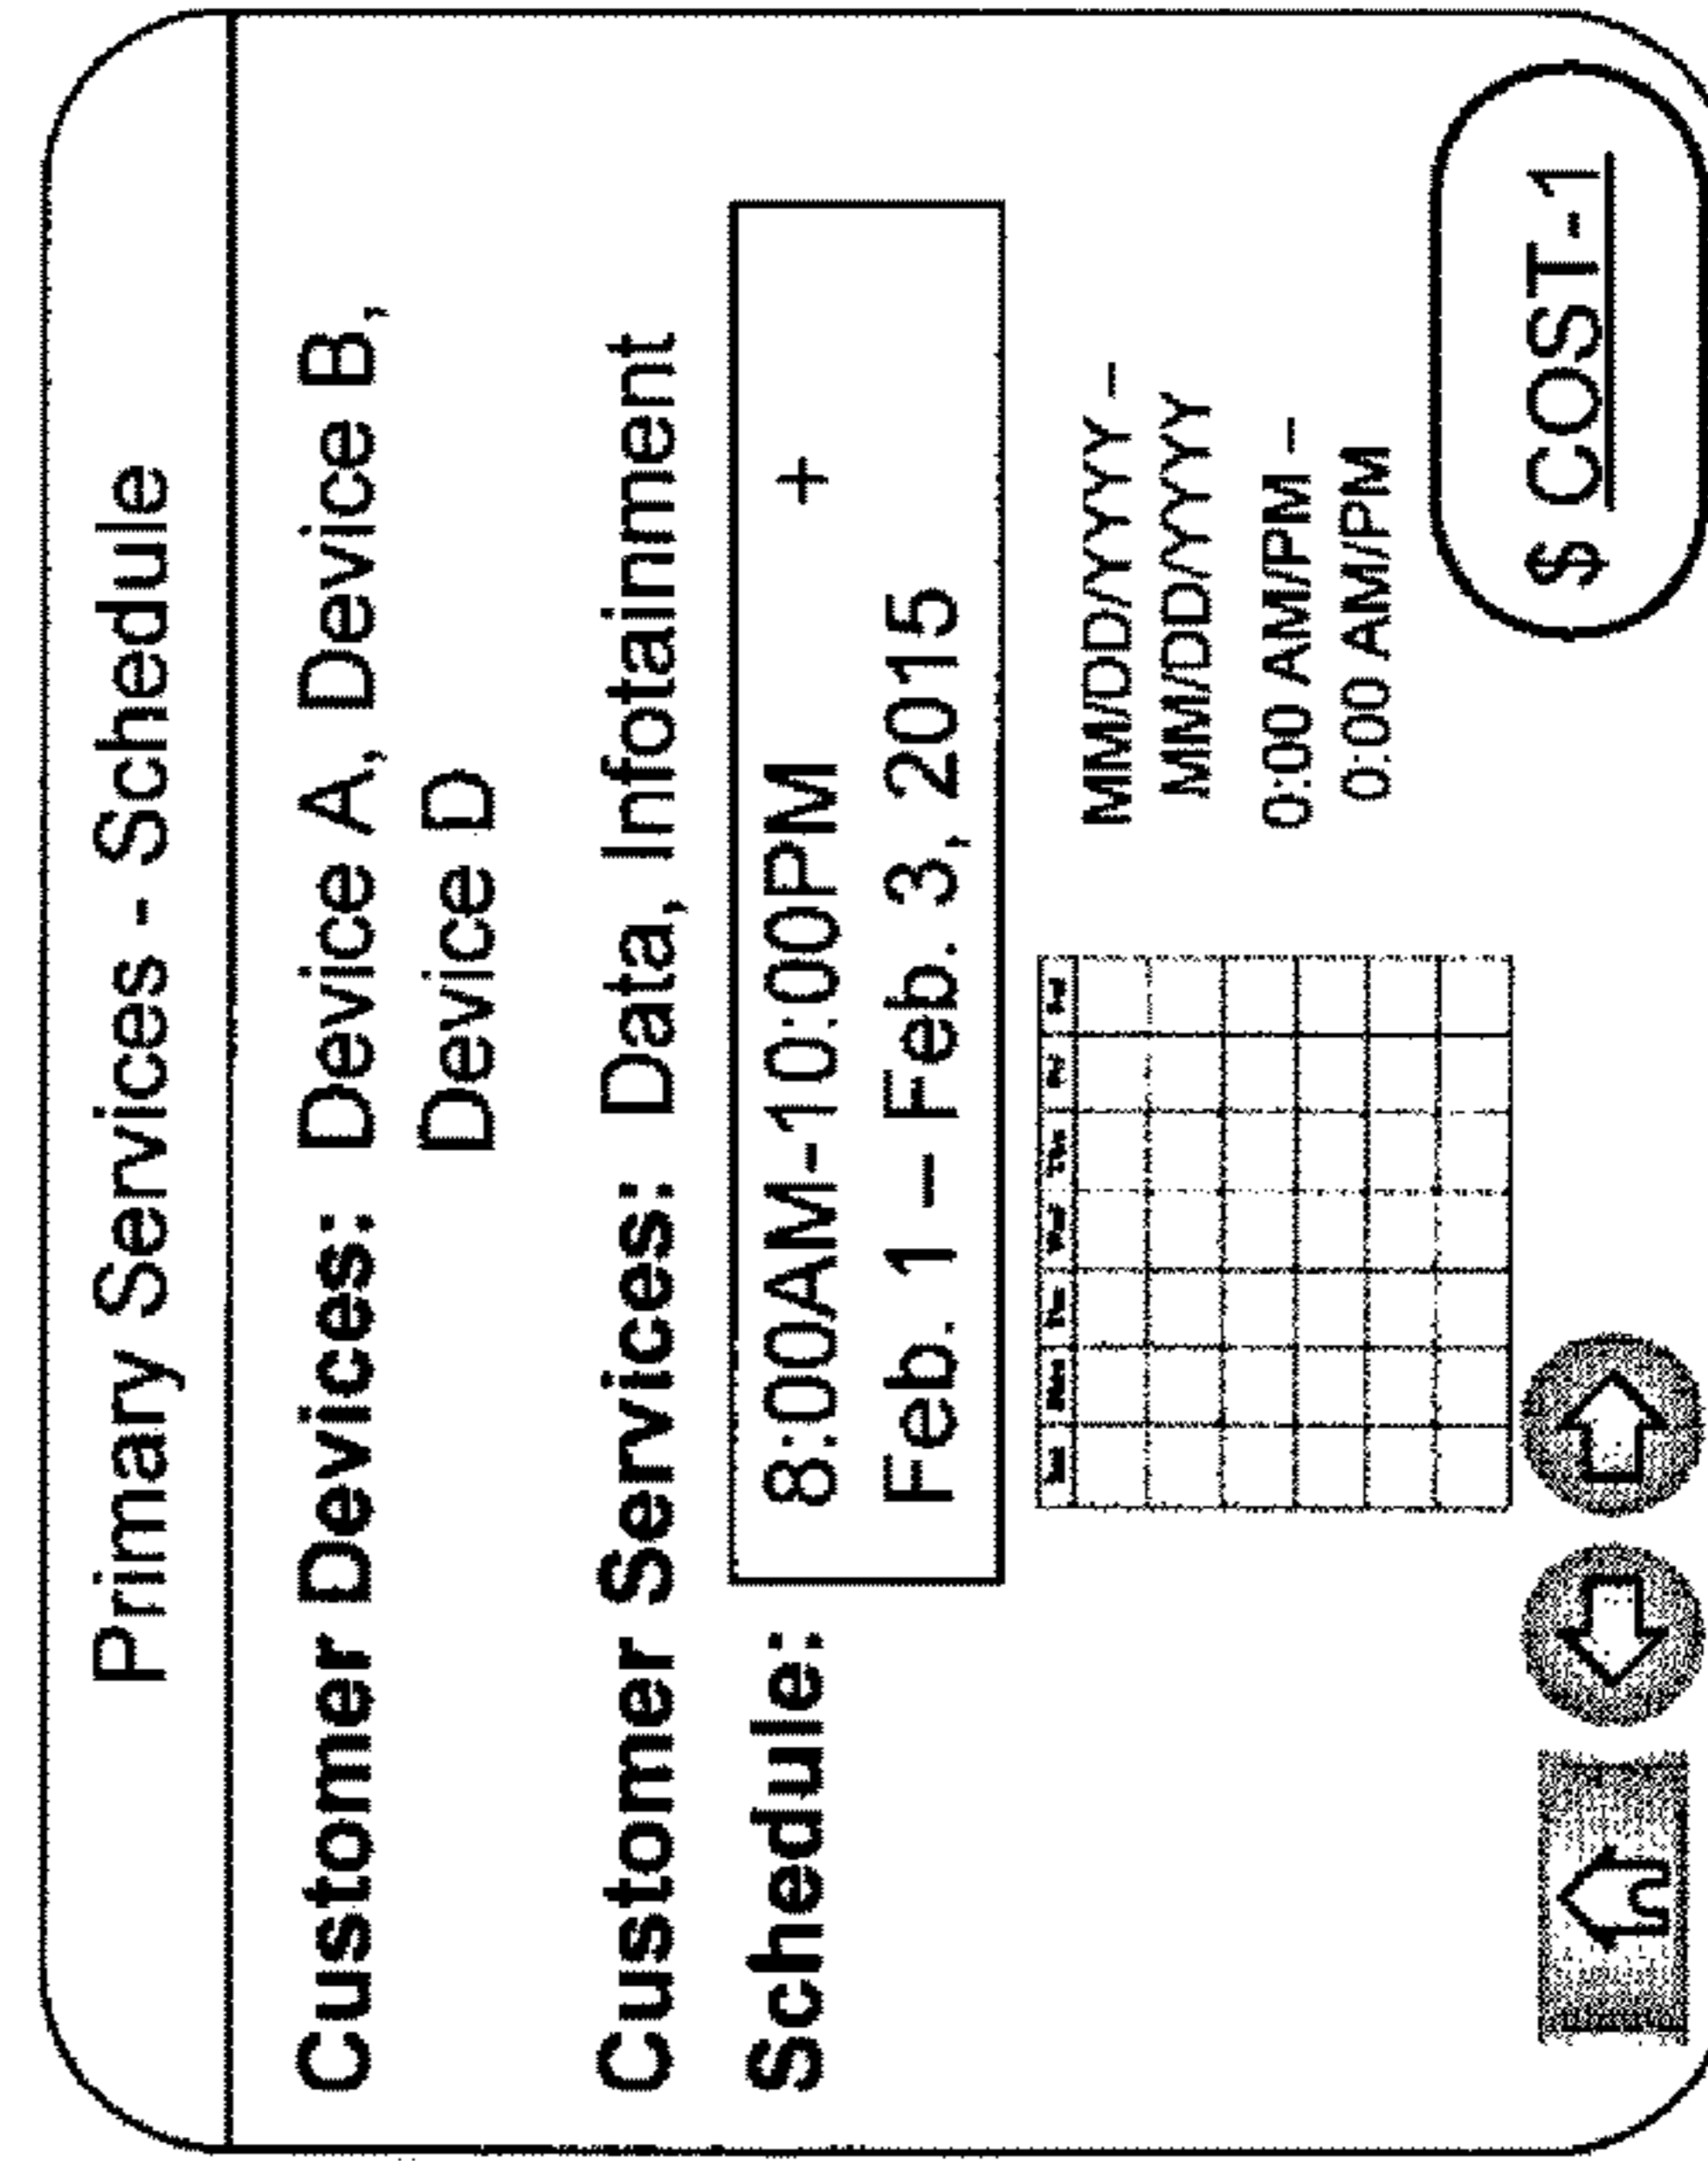 Primary Services - Schedule
Customer Devices: Device A, Device B,
Device D
Customer Services: Data, Infotainment
Schedule: 8:00AM-10:00PM +
Feb. 1 – Feb. 3, 2015
MM/DD/YYYY –
MM/DD/YYYY
0:00 AM/PM –
0:00 AM/PM
$ COST-1